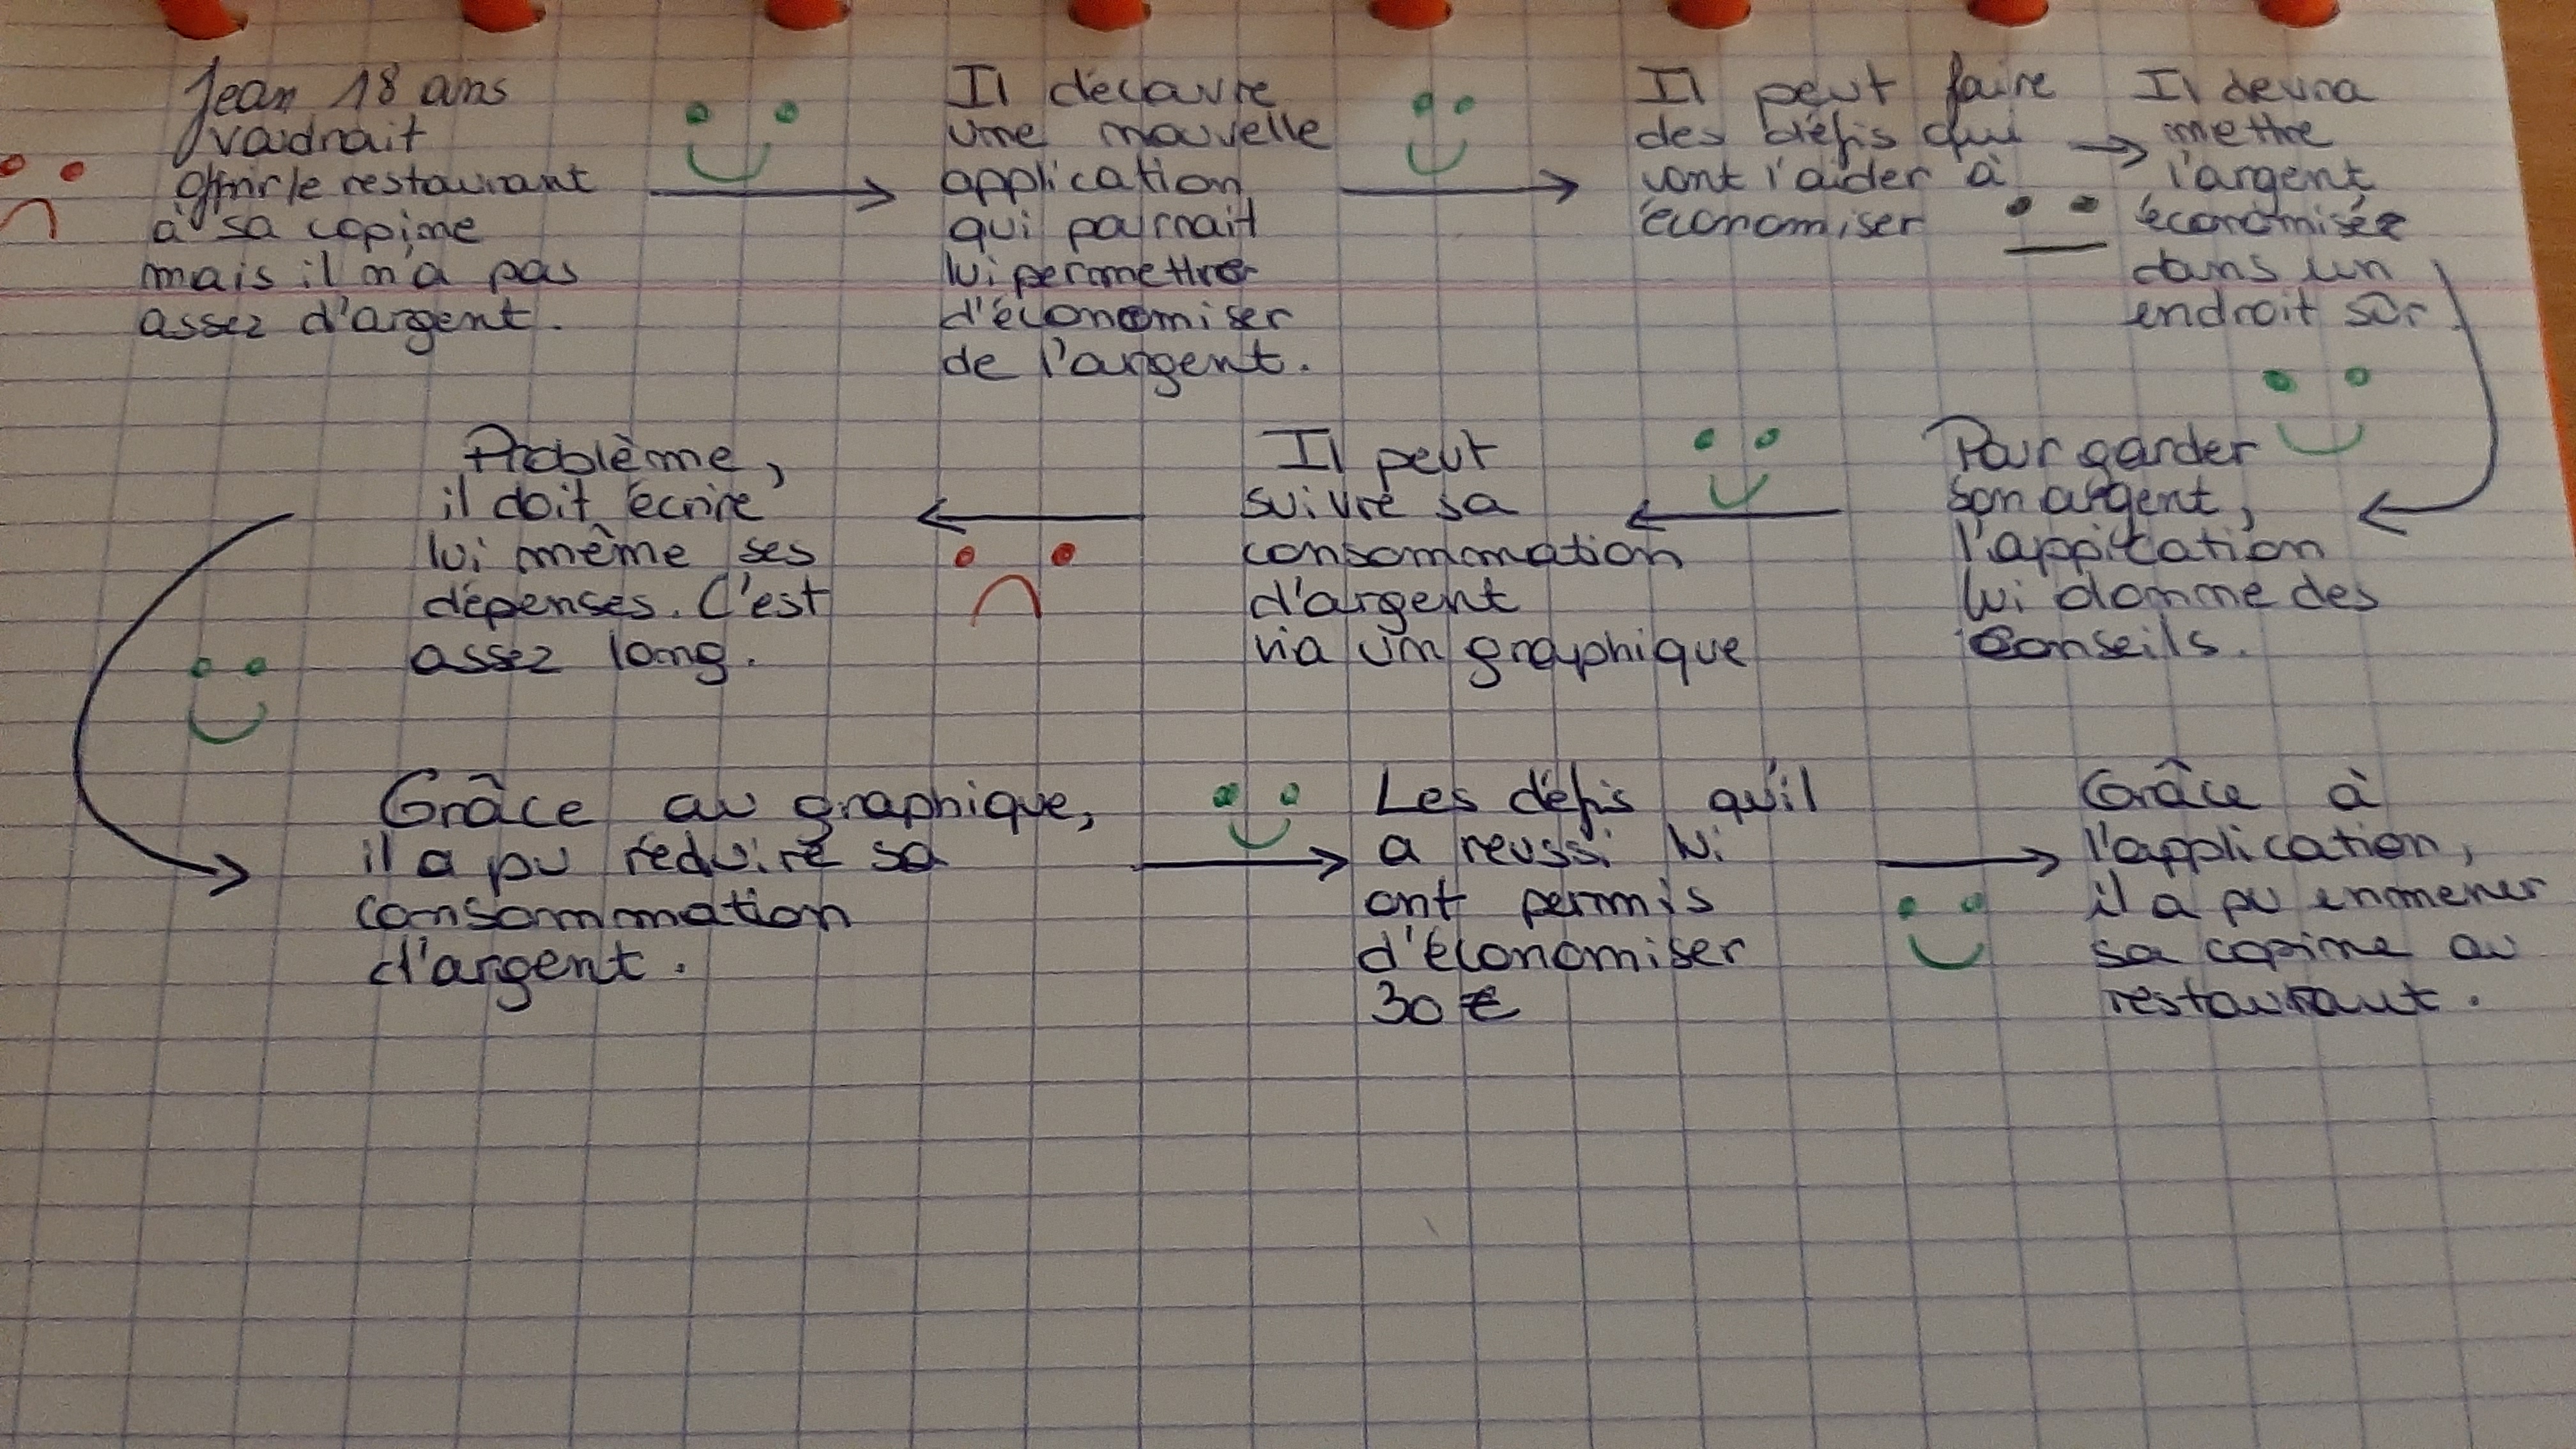 Jean 18 ans
voudrait
offrir le restaurant
à sa copine
mais il n'a pas
assez d'argent.
Il découvre
une nouvelle
application
qui pourrait
lui permettre
d'économiser
de l'argent.
Il peut faire
des défis qui
vont l'aider à
économiser
Il devra
mettre
l'argent
économisée
dans un
endroit sûr
Pour garder
son argent,
l'application
lui donne des
conseils.
Il peut
suivre sa
consommation
d'argent
via un graphique
Problème,
il doit écrire
lui même ses
dépenses. C'est
assez long.
Grâce au graphique,
il a pu réduire sa
consommation
d'argent.
Les défis qu'il
a reussi lui
ont permis
d'économiser
30 €
Grâce à
l'application,
il a pu enmener
sa copine au
restaurant.